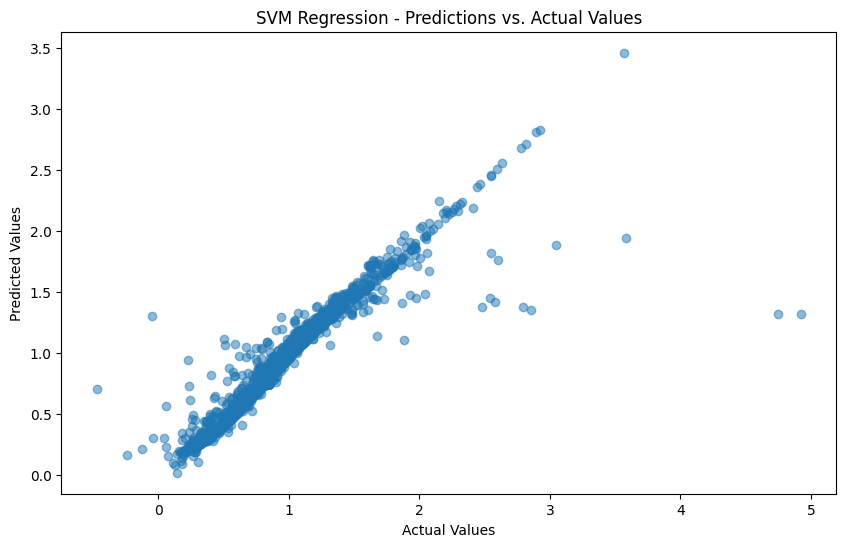 SVM Regression - Predictions vs. Actual Values
3.5
3.0
2.5
2.0
1.5
1.0
0.5
0.0
Predicted Values
0 1 2 3 4 5
Actual Values